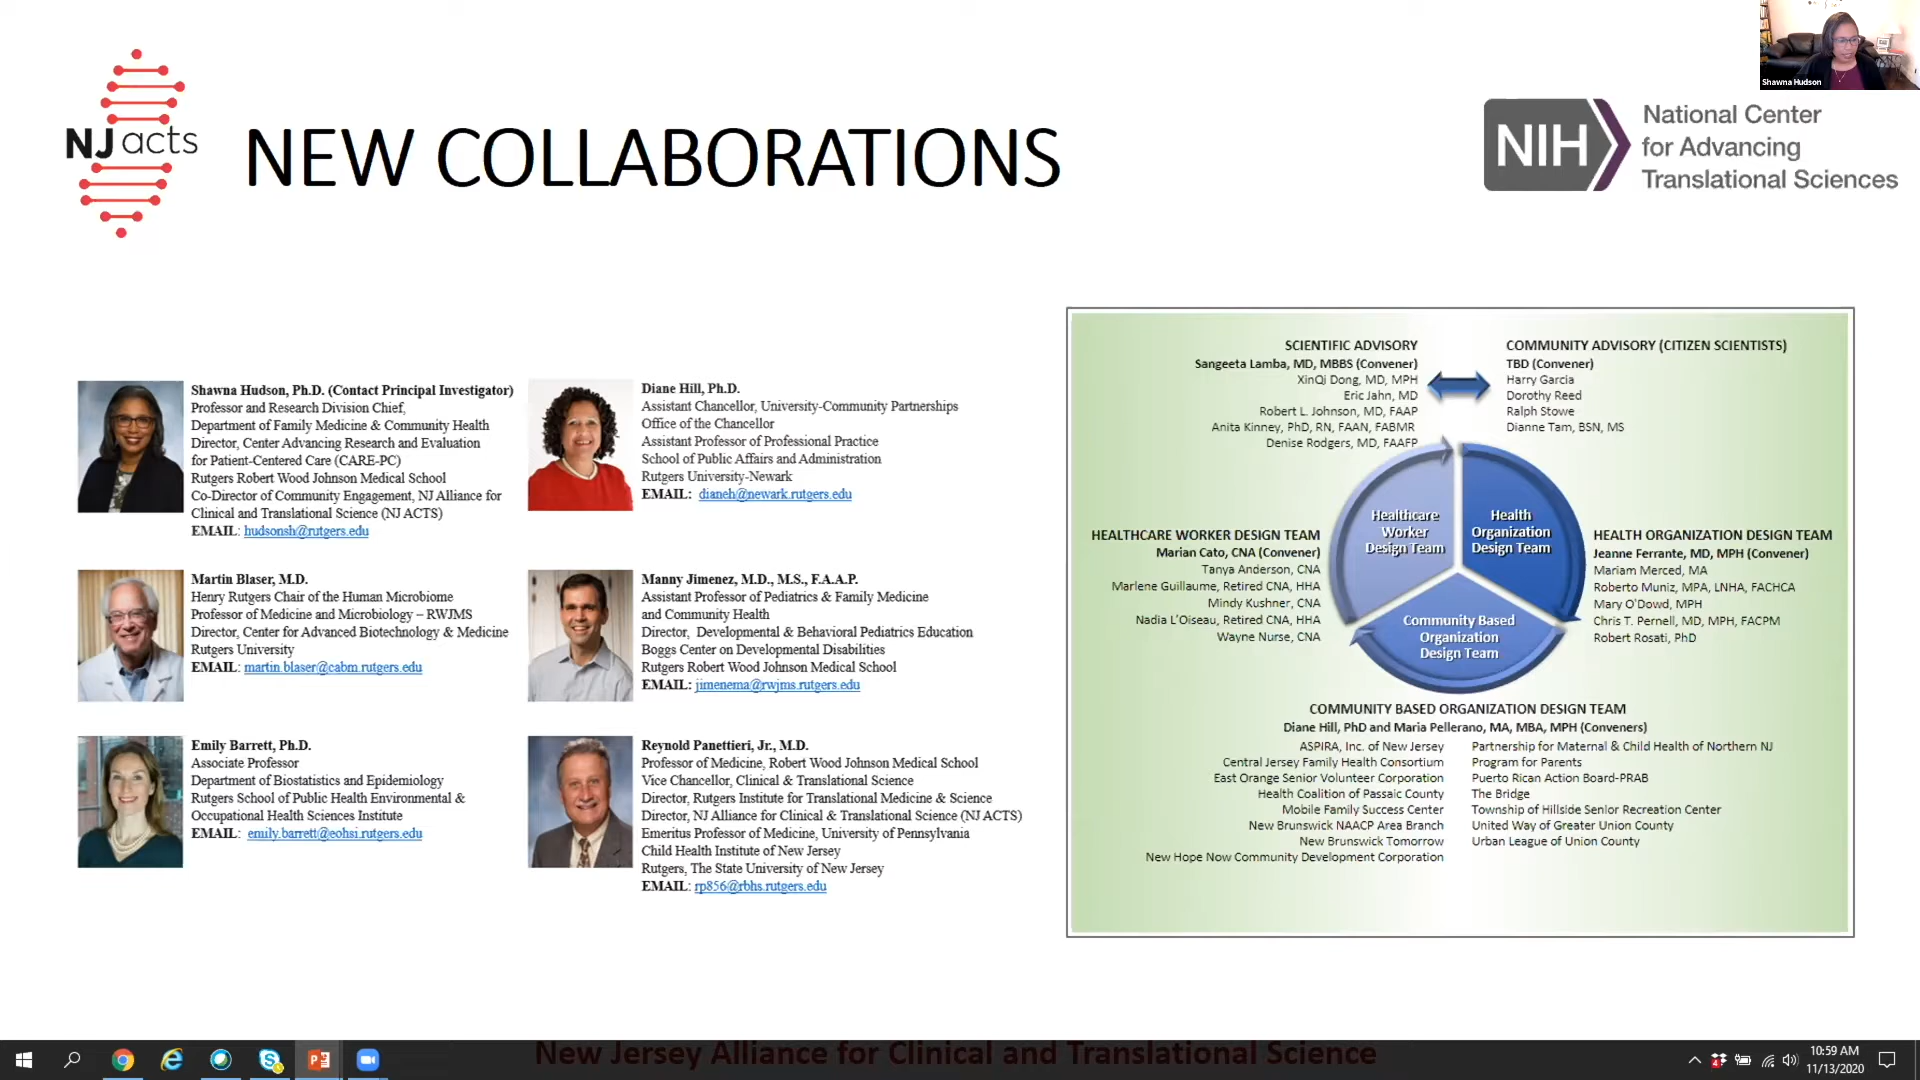 Shawna Hudson
NJ acts
NEW COLLABORATIONS
NIH
National Center
for Advancing
Translational Sciences
Shawna Hudson, Ph.D. (Contact Principal Investigator)
Professor and Research Division Chief,
Department of Family Medicine & Community Health
Director, Center Advancing Research and Evaluation
for Patient-Centered Care (CARE-PC)
Rutgers Robert Wood Johnson Medical School
Co-Director of Community Engagement, NJ Alliance for
Clinical and Translational Science (NJ ACTS)
EMAIL: hudsonsh@rutgers.edu
Diane Hill, Ph.D.
Assistant Chancellor, University-Community Partnerships
Office of the Chancellor
Assistant Professor of Professional Practice
School of Public Affairs and Administration
Rutgers University-Newark
EMAIL: dianeh@newark.rutgers.edu
Martin Blaser, M.D.
Henry Rutgers Chair of the Human Microbiome
Professor of Medicine and Microbiology – RWJMS
Director, Center for Advanced Biotechnology & Medicine
Rutgers University
EMAIL: martin.blaser@cabm.rutgers.edu
Manny Jimenez, M.D., M.S., F.A.A.P.
Assistant Professor of Pediatrics & Family Medicine
and Community Health
Director, Developmental & Behavioral Pediatrics Education
Boggs Center on Developmental Disabilities
Rutgers Robert Wood Johnson Medical School
EMAIL: jimenema@rwjms.rutgers.edu
Emily Barrett, Ph.D.
Associate Professor
Department of Biostatistics and Epidemiology
Rutgers School of Public Health Environmental &
Occupational Health Sciences Institute
EMAIL: emily.barrett@eohsi.rutgers.edu
Reynold Panettieri, Jr., M.D.
Professor of Medicine, Robert Wood Johnson Medical School
Vice Chancellor, Clinical & Translational Science
Director, Rutgers Institute for Translational Medicine & Science
Director, NJ Alliance for Clinical & Translational Science (NJ ACTS)
Emeritus Professor of Medicine, University of Pennsylvania
Child Health Institute of New Jersey
Rutgers, The State University of New Jersey
EMAIL: rp856@rbhs.rutgers.edu
SCIENTIFIC ADVISORY
Sangeeta Lamba, MD, MBBS (Convener)
XinQi Dong, MD, MPH
Eric Jahn, MD
Robert L. Johnson, MD, FAAP
Anita Kinney, PhD, RN, FAAN, FABMR
Denise Rodgers, MD, FAAFP
COMMUNITY ADVISORY (CITIZEN SCIENTISTS)
TBD (Convener)
Harry Garcia
Dorothy Reed
Ralph Stowe
Dianne Tam, BSN, MS
Healthcare
Worker
Design Team
Health
Organization
Design Team
Community Based
Organization
Design Team
HEALTHCARE WORKER DESIGN TEAM
Marian Cato, CNA (Convener)
Tanya Anderson, CNA
Marlene Guillaume, Retired CNA, HHA
Mindy Kushner, CNA
Nadia L'Oiseau, Retired CNA, HHA
Wayne Nurse, CNA
HEALTH ORGANIZATION DESIGN TEAM
Jeanne Ferrante, MD, MPH (Convener)
Mariam Merced, MA
Roberto Muniz, MPA, LNHA, FACHCA
Mary O'Dowd, MPH
Chris T. Pernell, MD, MPH, FACPM
Robert Rosati, PhD
COMMUNITY BASED ORGANIZATION DESIGN TEAM
Diane Hill, PhD and Maria Pellerano, MA, MBA, MPH (Conveners)
ASPIRA, Inc. of New Jersey
Central Jersey Family Health Consortium
East Orange Senior Volunteer Corporation
Health Coalition of Passaic County
Mobile Family Success Center
New Brunswick NAACP Area Branch
New Brunswick Tomorrow
New Hope Now Community Development Corporation
Partnership for Maternal & Child Health of Northern NJ
Program for Parents
Puerto Rican Action Board-PRAB
The Bridge
Township of Hillside Senior Recreation Center
United Way of Greater Union County
Urban League of Union County
New Jersey Alliance for Clinical and Translational Science
10:59 AM
11/13/2020